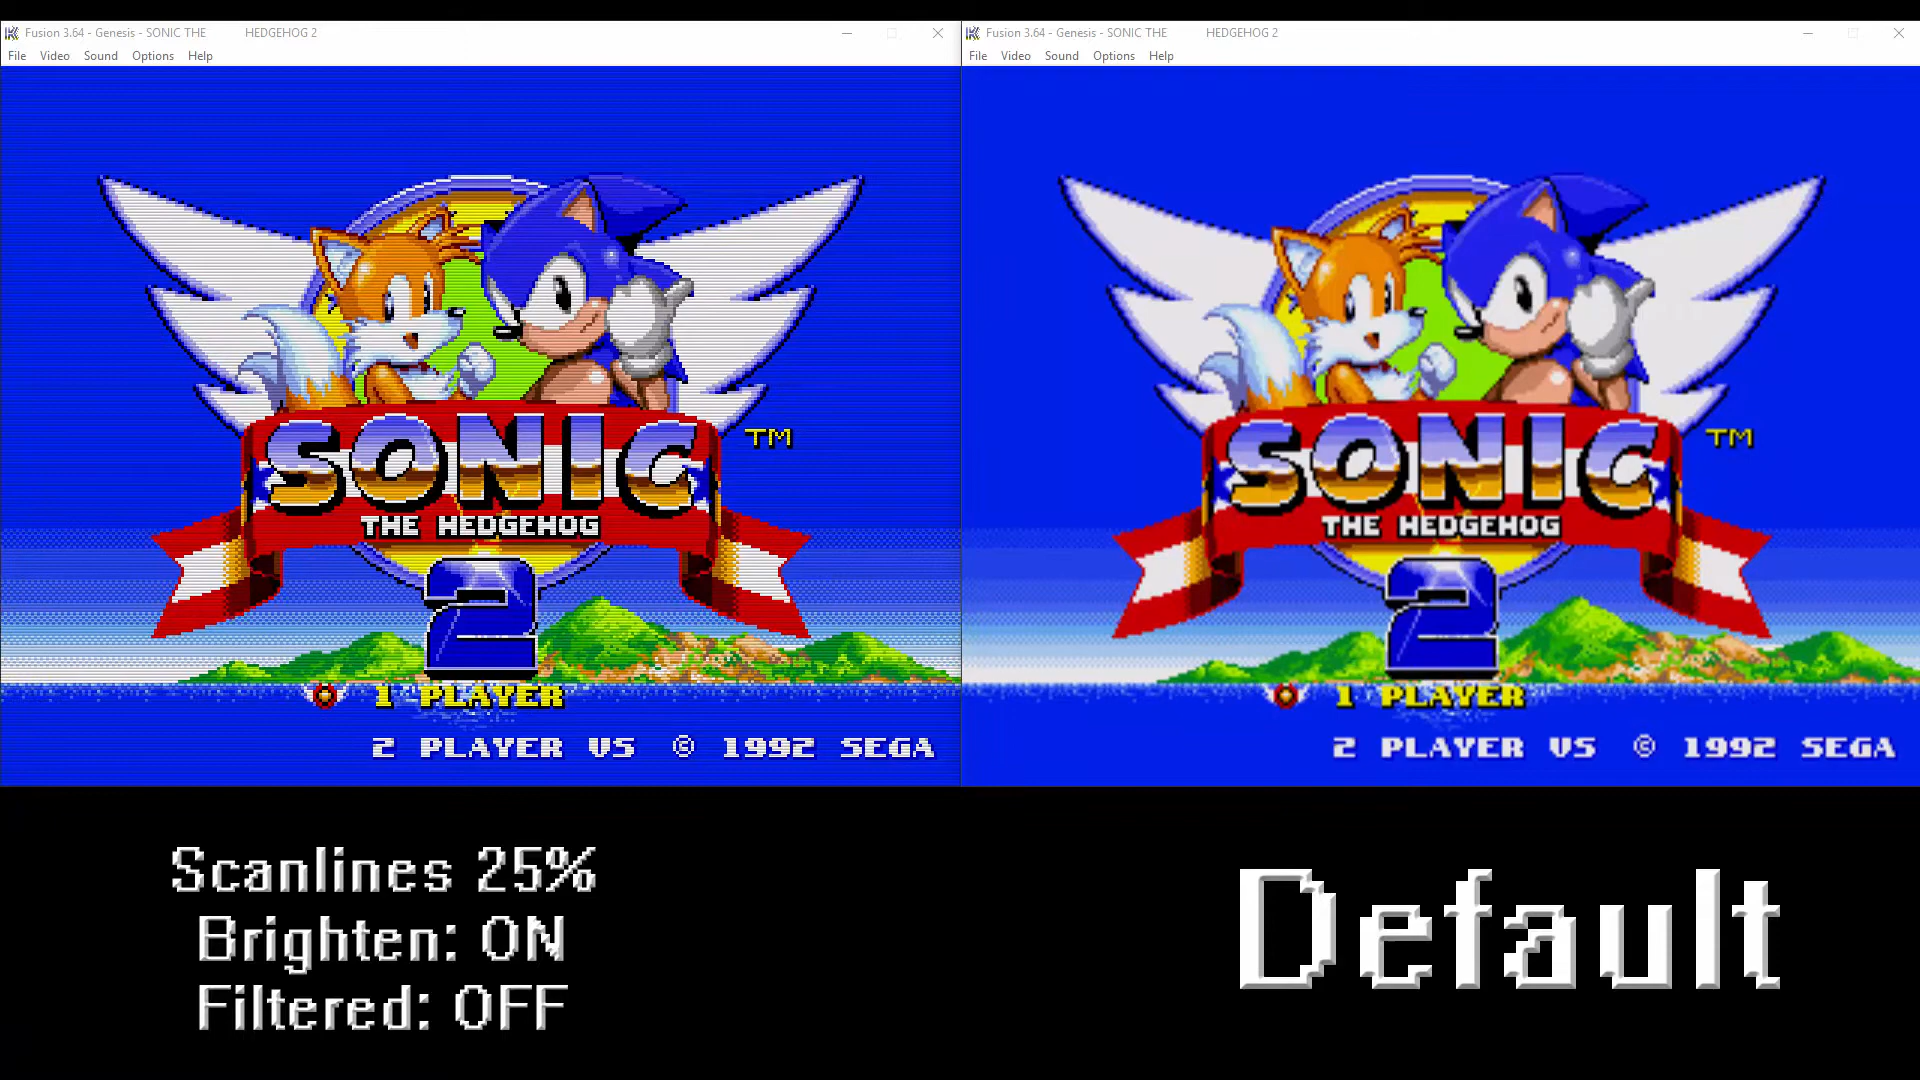 Fusion 3.64 - Genesis - SONIC THE HEDGEHOG 2
File Video Sound Options Help
SONIC
THE HEDGEHOG
2
TM
1 PLAYER
2 PLAYER VS © 1992 SEGA
Fusion 3.64 - Genesis - SONIC THE HEDGEHOG 2
File Video Sound Options Help
SONIC
THE HEDGEHOG
2
TM
1 PLAYER
2 PLAYER VS © 1992 SEGA
Scanlines 25%
Brighten: ON
Filtered: OFF
Default